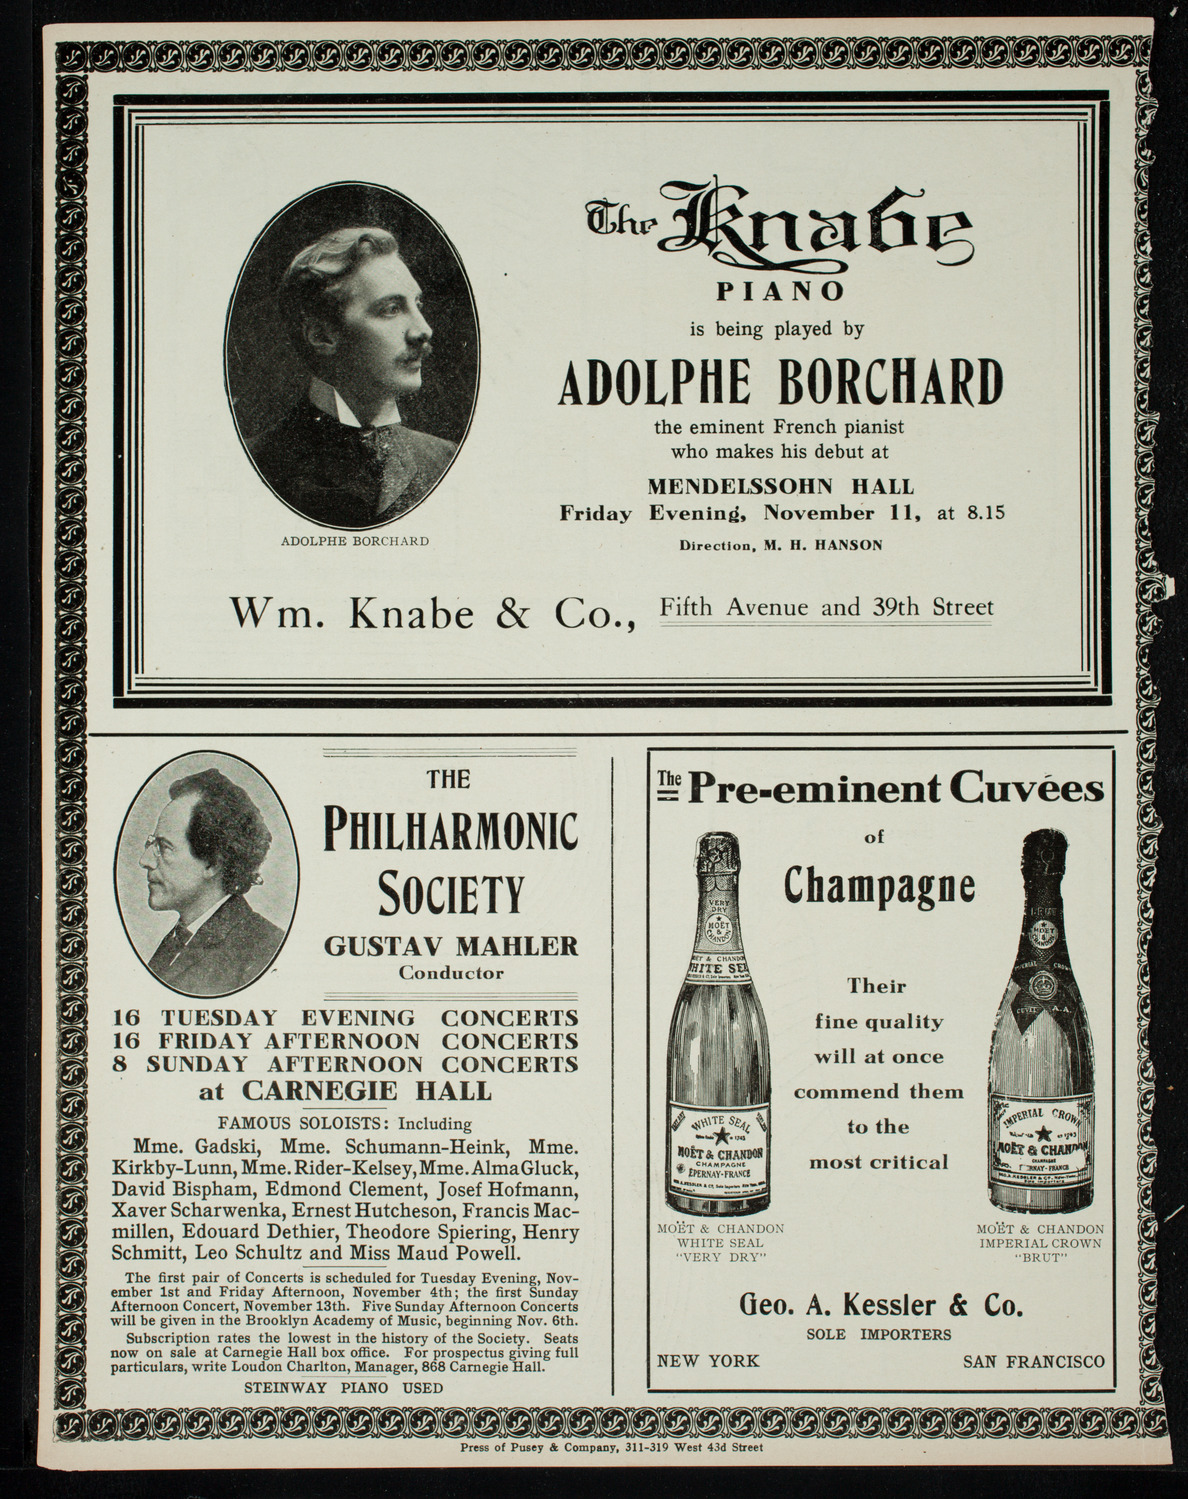 The Knabe
PIANO
is being played by
ADOLPHE BORCHARD
the eminent French pianist
who makes his debut at
MENDELSSOHN HALL
Friday Evening, November 11, at 8.15
Direction, M. H. HANSON
ADOLPHE BORCHARD
Wm. Knabe & Co., Fifth Avenue and 39th Street
THE
PHILHARMONIC
SOCIETY
GUSTAV MAHLER
Conductor
16 TUESDAY EVENING CONCERTS
16 FRIDAY AFTERNOON CONCERTS
8 SUNDAY AFTERNOON CONCERTS
at CARNEGIE HALL
FAMOUS SOLOISTS: Including
Mme. Gadski, Mme. Schumann-Heink, Mme.
Kirkby-Lunn, Mme. Rider-Kelsey, Mme. Alma Gluck,
David Bispham, Edmond Clement, Josef Hofmann,
Xaver Scharwenka, Ernest Hutcheson, Francis Mac-
millen, Edouard Dethier, Theodore Spiering, Henry
Schmitt, Leo Schultz and Miss Maud Powell.
The first pair of Concerts is scheduled for Tuesday Evening, Nov-
ember 1st and Friday Afternoon, November 4th; the first Sunday
Afternoon Concert, November 13th. Five Sunday Afternoon Concerts
will be given in the Brooklyn Academy of Music, beginning Nov. 6th.
Subscription rates the lowest in the history of the Society. Seats
now on sale at Carnegie Hall box office. For prospectus giving full
particulars, write Loudon Charlton, Manager, 868 Carnegie Hall.
STEINWAY PIANO USED
The Pre-eminent Cuvées
of
Champagne
Their
fine quality
will at once
commend them
to the
most critical
VERY
DRY
MOËT
&
CHANDON
WHITE SEAL
MOËT & CHANDON
CHAMPAGNE
ÉPERNAY-FRANCE
MOËT & CHANDON
WHITE SEAL
"VERY DRY"
MOËT
&
CHANDON
IMPERIAL CROWN
MOËT & CHANDON
CHAMPAGNE
MOËT & CHANDON
IMPERIAL CROWN
"BRUT"
Geo. A. Kessler & Co.
SOLE IMPORTERS
NEW YORK SAN FRANCISCO
Press of Pusey & Company, 311-319 West 43d Street